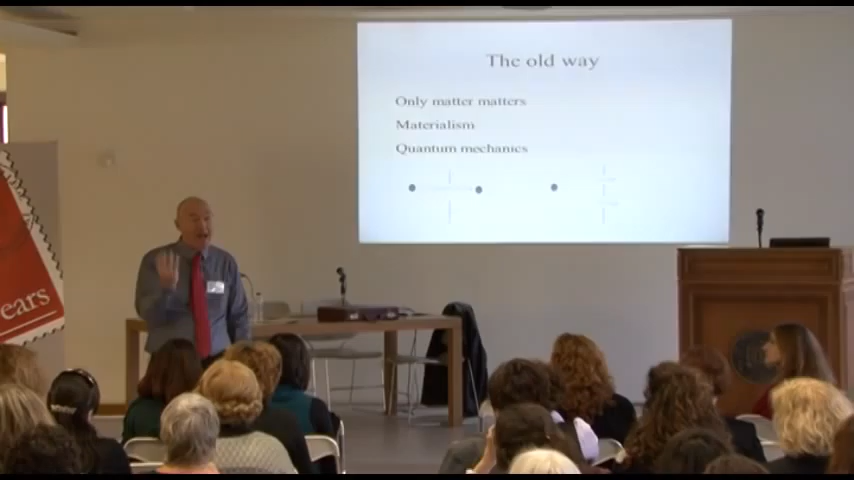 The old way
Only matter matters
Materialism
Quantum mechanics
ears